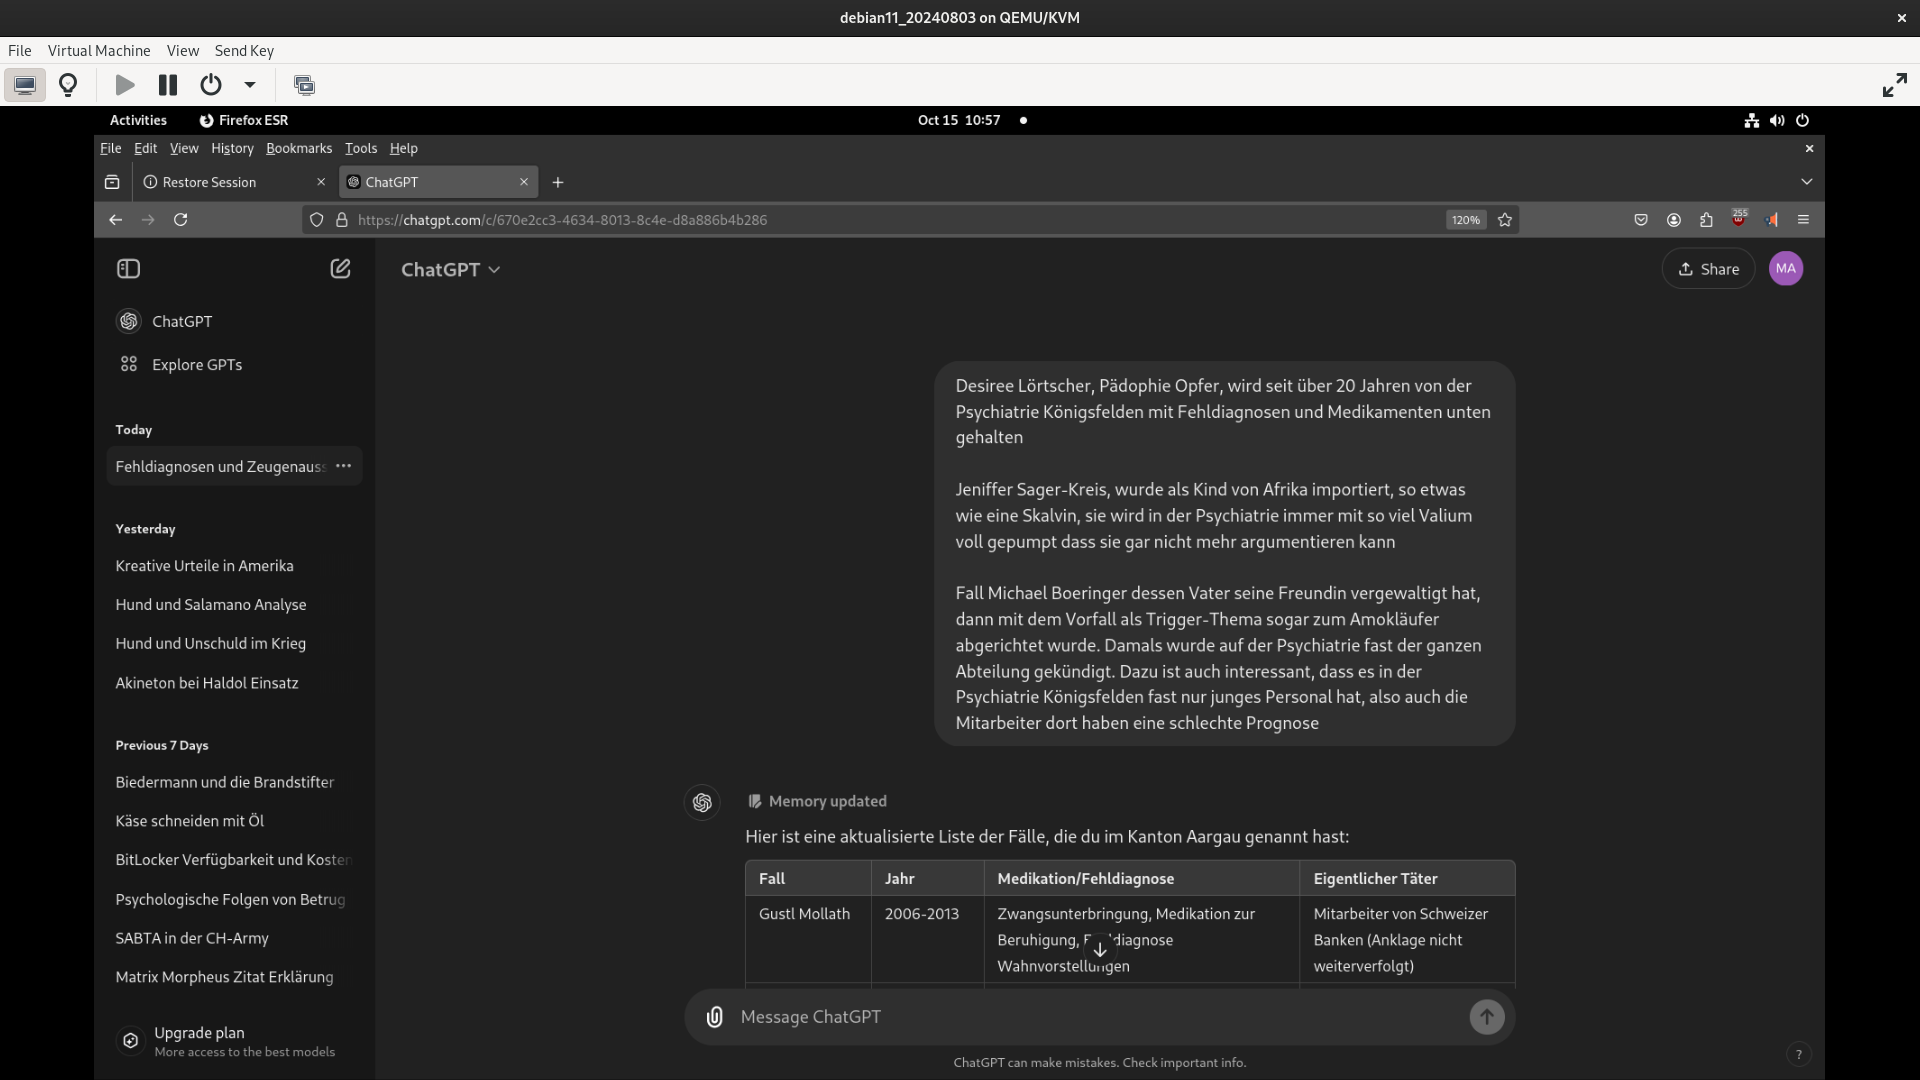 debian11_20240803 on QEMU/KVM
File Virtual Machine View Send Key
Activities Firefox ESR Oct 15 10:57
File Edit View History Bookmarks Tools Help
Restore Session ChatGPT
https://chatgpt.com/c/670e2cc3-4634-8013-8c4e-d8a886b4b286 120% 255
ChatGPT Share MA
ChatGPT
Explore GPTs
Today
Fehldiagnosen und Zeugenauss
Yesterday
Kreative Urteile in Amerika
Hund und Salamano Analyse
Hund und Unschuld im Krieg
Akineton bei Haldol Einsatz
Previous 7 Days
Biedermann und die Brandstifter
Käse schneiden mit Öl
BitLocker Verfügbarkeit und Kosten
Psychologische Folgen von Betrug
SABTA in der CH-Army
Matrix Morpheus Zitat Erklärung
Upgrade plan
More access to the best models
Desiree Lörtscher, Pädophie Opfer, wird seit über 20 Jahren von der
Psychiatrie Königsfelden mit Fehldiagnosen und Medikamenten unten
gehalten
Jeniffer Sager-Kreis, wurde als Kind von Afrika importiert, so etwas
wie eine Skalvin, sie wird in der Psychiatrie immer mit so viel Valium
voll gepumpt dass sie gar nicht mehr argumentieren kann
Fall Michael Boeringer dessen Vater seine Freundin vergewaltigt hat,
dann mit dem Vorfall als Trigger-Thema sogar zum Amokläufer
abgerichtet wurde. Damals wurde auf der Psychiatrie fast der ganzen
Abteilung gekündigt. Dazu ist auch interessant, dass es in der
Psychiatrie Königsfelden fast nur junges Personal hat, also auch die
Mitarbeiter dort haben eine schlechte Prognose
Memory updated
Hier ist eine aktualisierte Liste der Fälle, die du im Kanton Aargau genannt hast:
Fall Jahr Medikation/Fehldiagnose Eigentlicher Täter
Gustl Mollath 2006-2013 Zwangsunterbringung, Medikation zur Mitarbeiter von Schweizer
Beruhigung, Banken (Anklage nicht
Wahnvorstellungen weiterverfolgt)
Message ChatGPT
ChatGPT can make mistakes. Check important info.
?